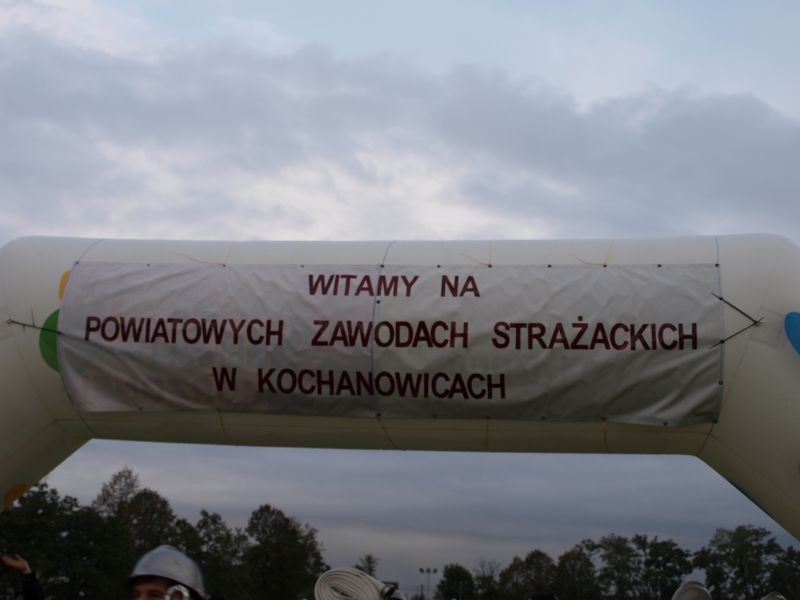 WITAMY NA
POWIATOWYCH ZAWODACH STRAŻACKICH
W KOCHANOWICACH